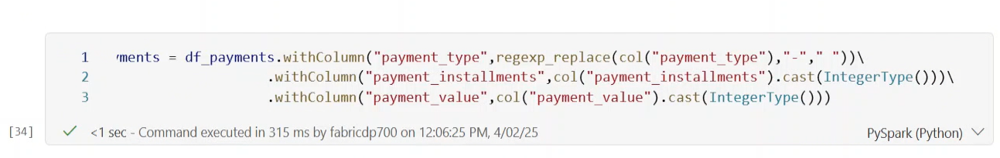 1 ments = df_payments.withColumn("payment_type",regexp_replace(col("payment_type"),"-"," "))\
2 .withColumn("payment_installments",col("payment_installments").cast(IntegerType()))\
3 .withColumn("payment_value",col("payment_value").cast(IntegerType()))
[34] <1 sec - Command executed in 315 ms by fabricdp700 on 12:06:25 PM, 4/02/25 PySpark (Python)